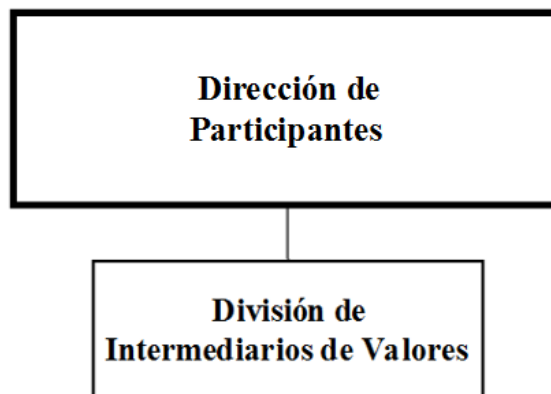 Dirección de
Participantes
División de
Intermediarios de Valores